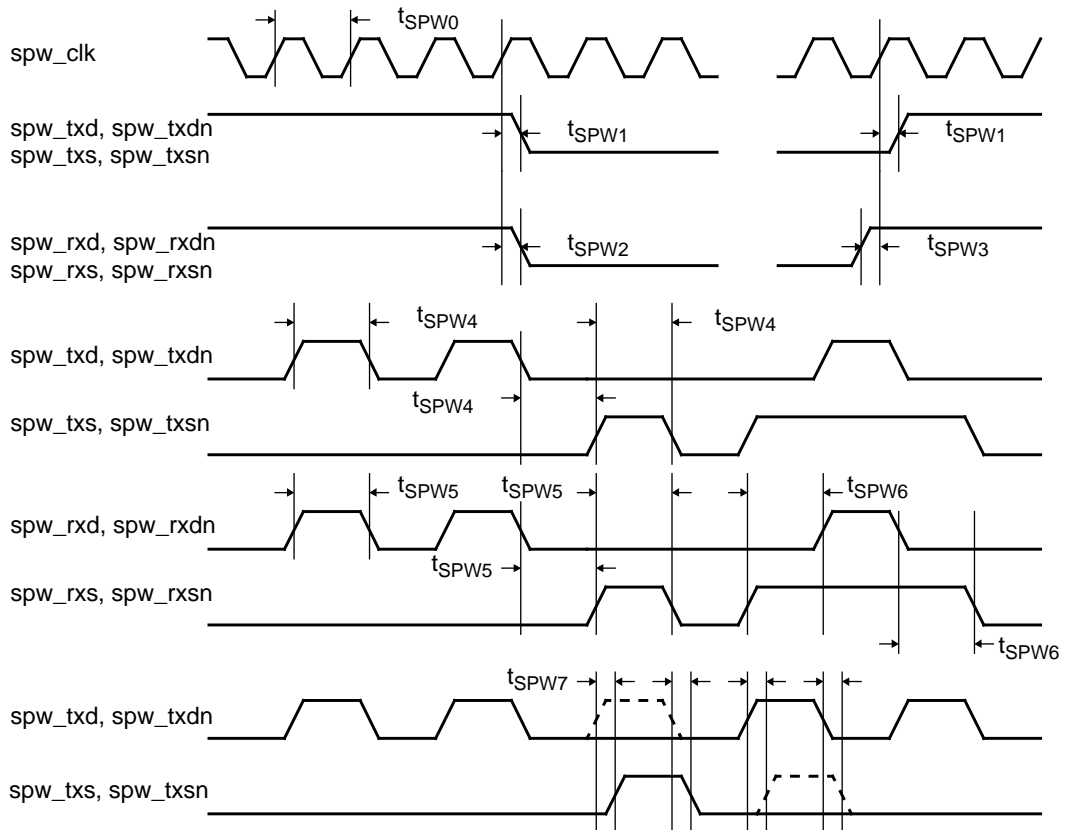 tSPW0
spw_clk
spw_txd, spw_txdn
spw_txs, spw_txsn
tSPW1
tSPW1
spw_rxd, spw_rxdn
spw_rxs, spw_rxsn
tSPW2
tSPW3
tSPW4
tSPW4
spw_txd, spw_txdn
tSPW4
spw_txs, spw_txsn
tSPW5
tSPW5
tSPW6
spw_rxd, spw_rxdn
tSPW5
spw_rxs, spw_rxsn
tSPW6
tSPW7
spw_txd, spw_txdn
spw_txs, spw_txsn